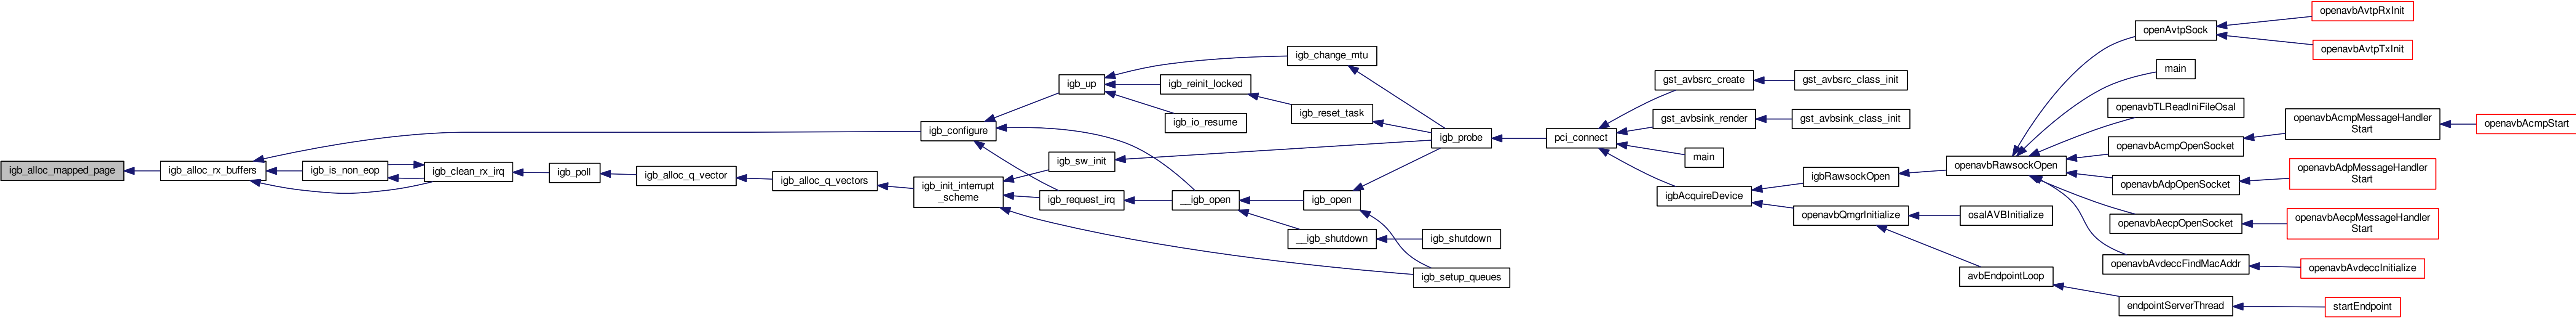 igb_alloc_mapped_page
igb_alloc_rx_buffers
igb_is_non_eop
igb_clean_rx_irq
igb_poll
igb_alloc_q_vector
igb_alloc_q_vectors
igb_configure
igb_init_interrupt
_scheme
igb_up
igb_sw_init
igb_request_irq
igb_reinit_locked
igb_io_resume
__igb_open
igb_change_mtu
igb_reset_task
igb_open
__igb_shutdown
igb_probe
igb_shutdown
igb_setup_queues
pci_connect
gst_avbsrc_create
gst_avbsink_render
main
igbAcquireDevice
gst_avbsrc_class_init
gst_avbsink_class_init
igbRawsockOpen
openavbQmgrInitialize
openavbRawsockOpen
osalAVBInitialize
avbEndpointLoop
openAvtpSock
main
openavbTLReadIniFileOsal
openavbAcmpOpenSocket
openavbAdpOpenSocket
openavbAecpOpenSocket
openavbAvdeccFindMacAddr
endpointServerThread
openavbAvtpRxInit
openavbAvtpTxInit
openavbAcmpMessageHandler
Start
openavbAdpMessageHandler
Start
openavbAecpMessageHandler
Start
openavbAvdeccInitialize
startEndpoint
openavbAcmpStart